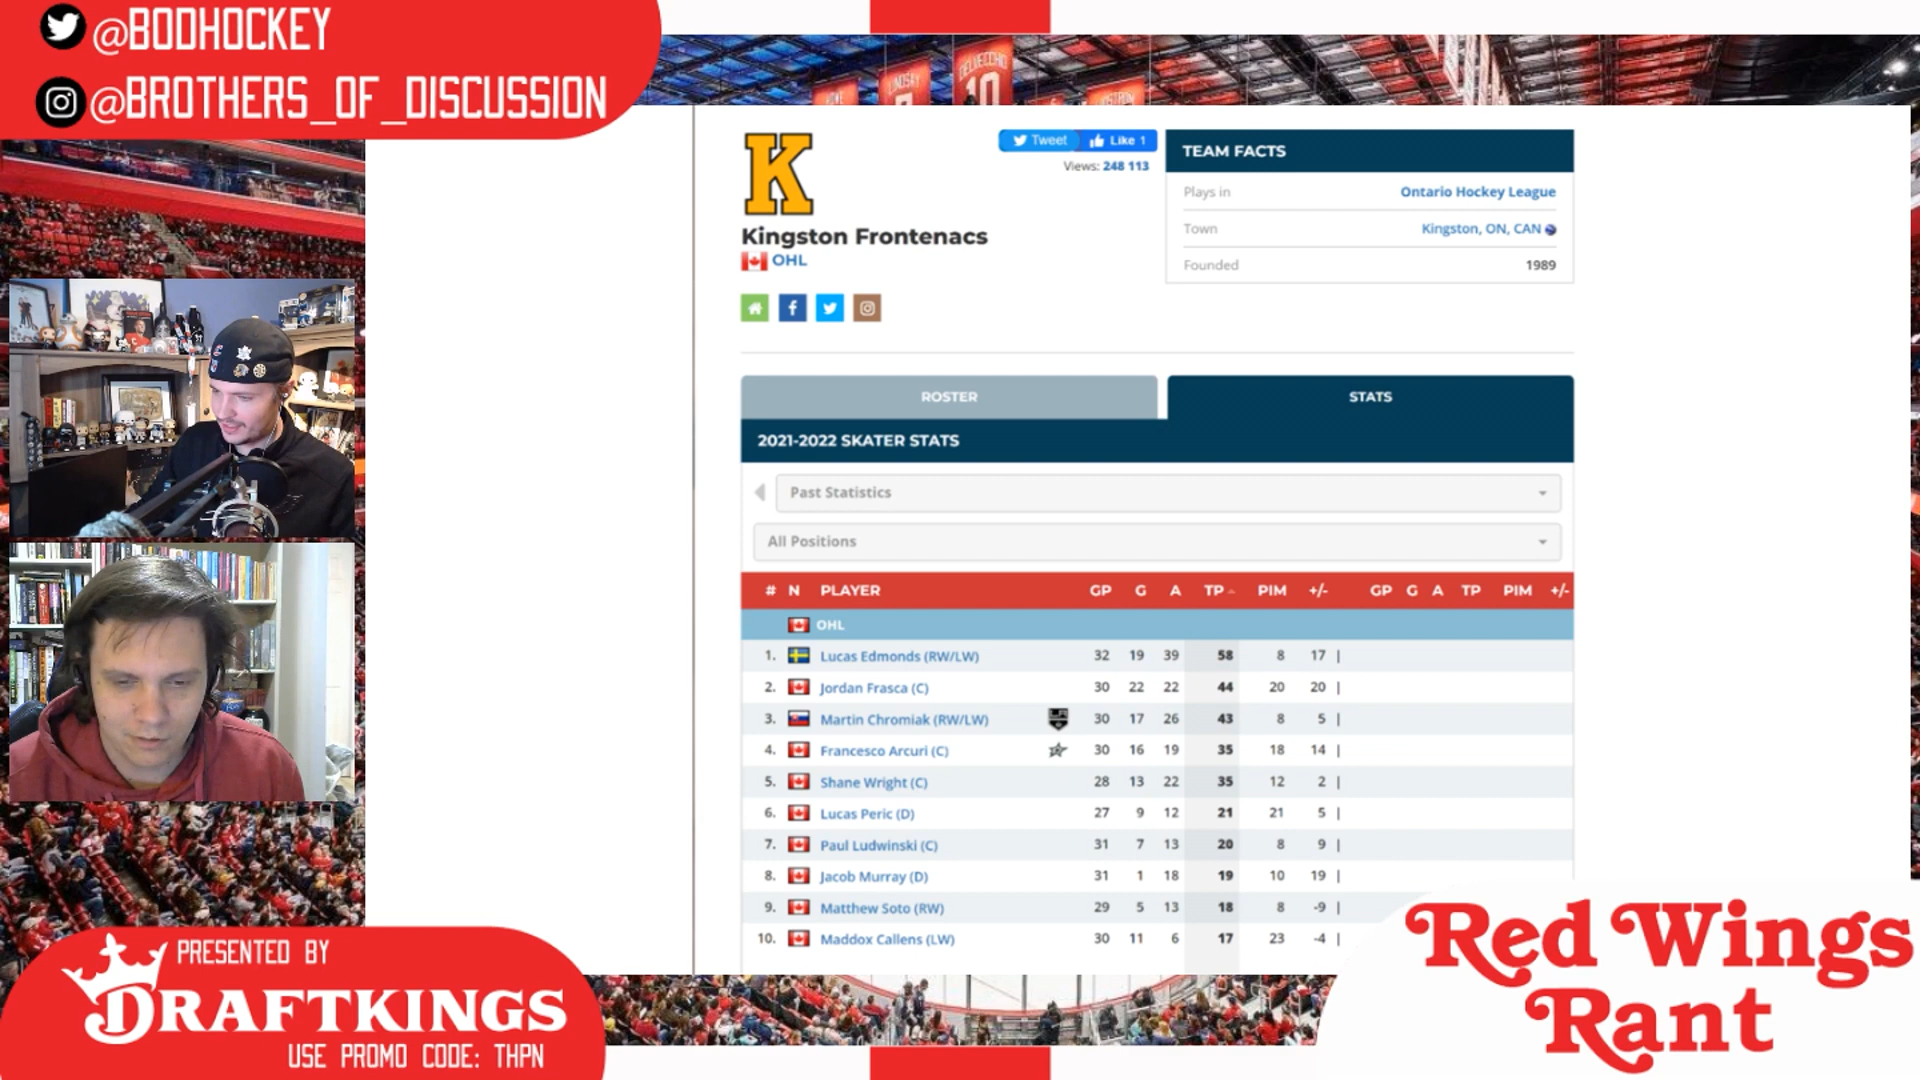 @BODHOCKEY
@BROTHERS_OF_DISCUSSION
LINDSAY
DELVECCHIO
10
K
Tweet
Like 1
Views: 248 113
Kingston Frontenacs
OHL
TEAM FACTS
Plays in Ontario Hockey League
Town Kingston, ON, CAN
Founded 1989
ROSTER STATS
2021-2022 SKATER STATS
Past Statistics
All Positions
# N PLAYER GP G A TP PIM +/- GP G A TP PIM +/-
OHL
1. Lucas Edmonds (RW/LW) 32 19 39 58 8 17 |
2. Jordan Frasca (C) 30 22 22 44 20 20 |
3. Martin Chromiak (RW/LW) 30 17 26 43 8 5 |
4. Francesco Arcuri (C) 30 16 19 35 18 14 |
5. Shane Wright (C) 28 13 22 35 12 2 |
6. Lucas Peric (D) 27 9 12 21 21 5 |
7. Paul Ludwinski (C) 31 7 13 20 8 9 |
8. Jacob Murray (D) 31 1 18 19 10 19 |
9. Matthew Soto (RW) 29 5 13 18 8 -9 |
10. Maddox Callens (LW) 30 11 6 17 23 -4 |
PRESENTED BY
DRAFTKINGS
USE PROMO CODE: THPN
Red Wings
Rant